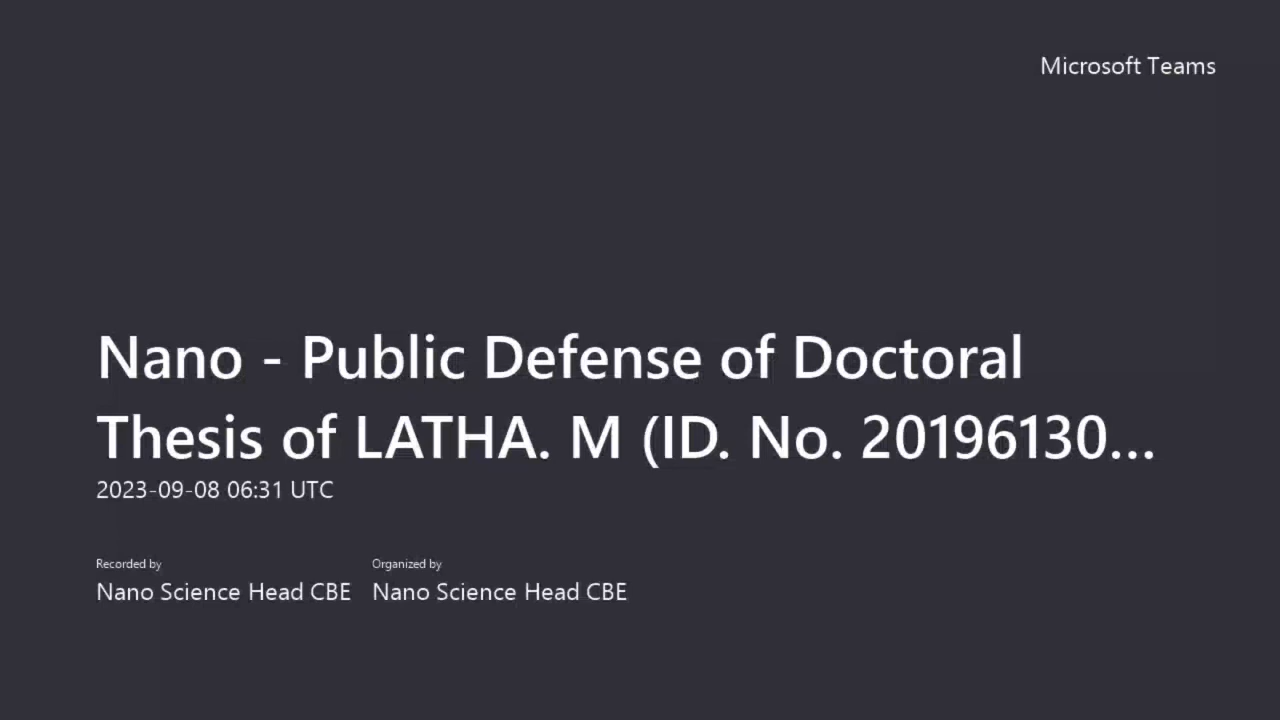 Microsoft Teams
Nano - Public Defense of Doctoral
Thesis of LATHA. M (ID. No. 20196130...
2023-09-08 06:31 UTC
Recorded by Organized by
Nano Science Head CBE Nano Science Head CBE